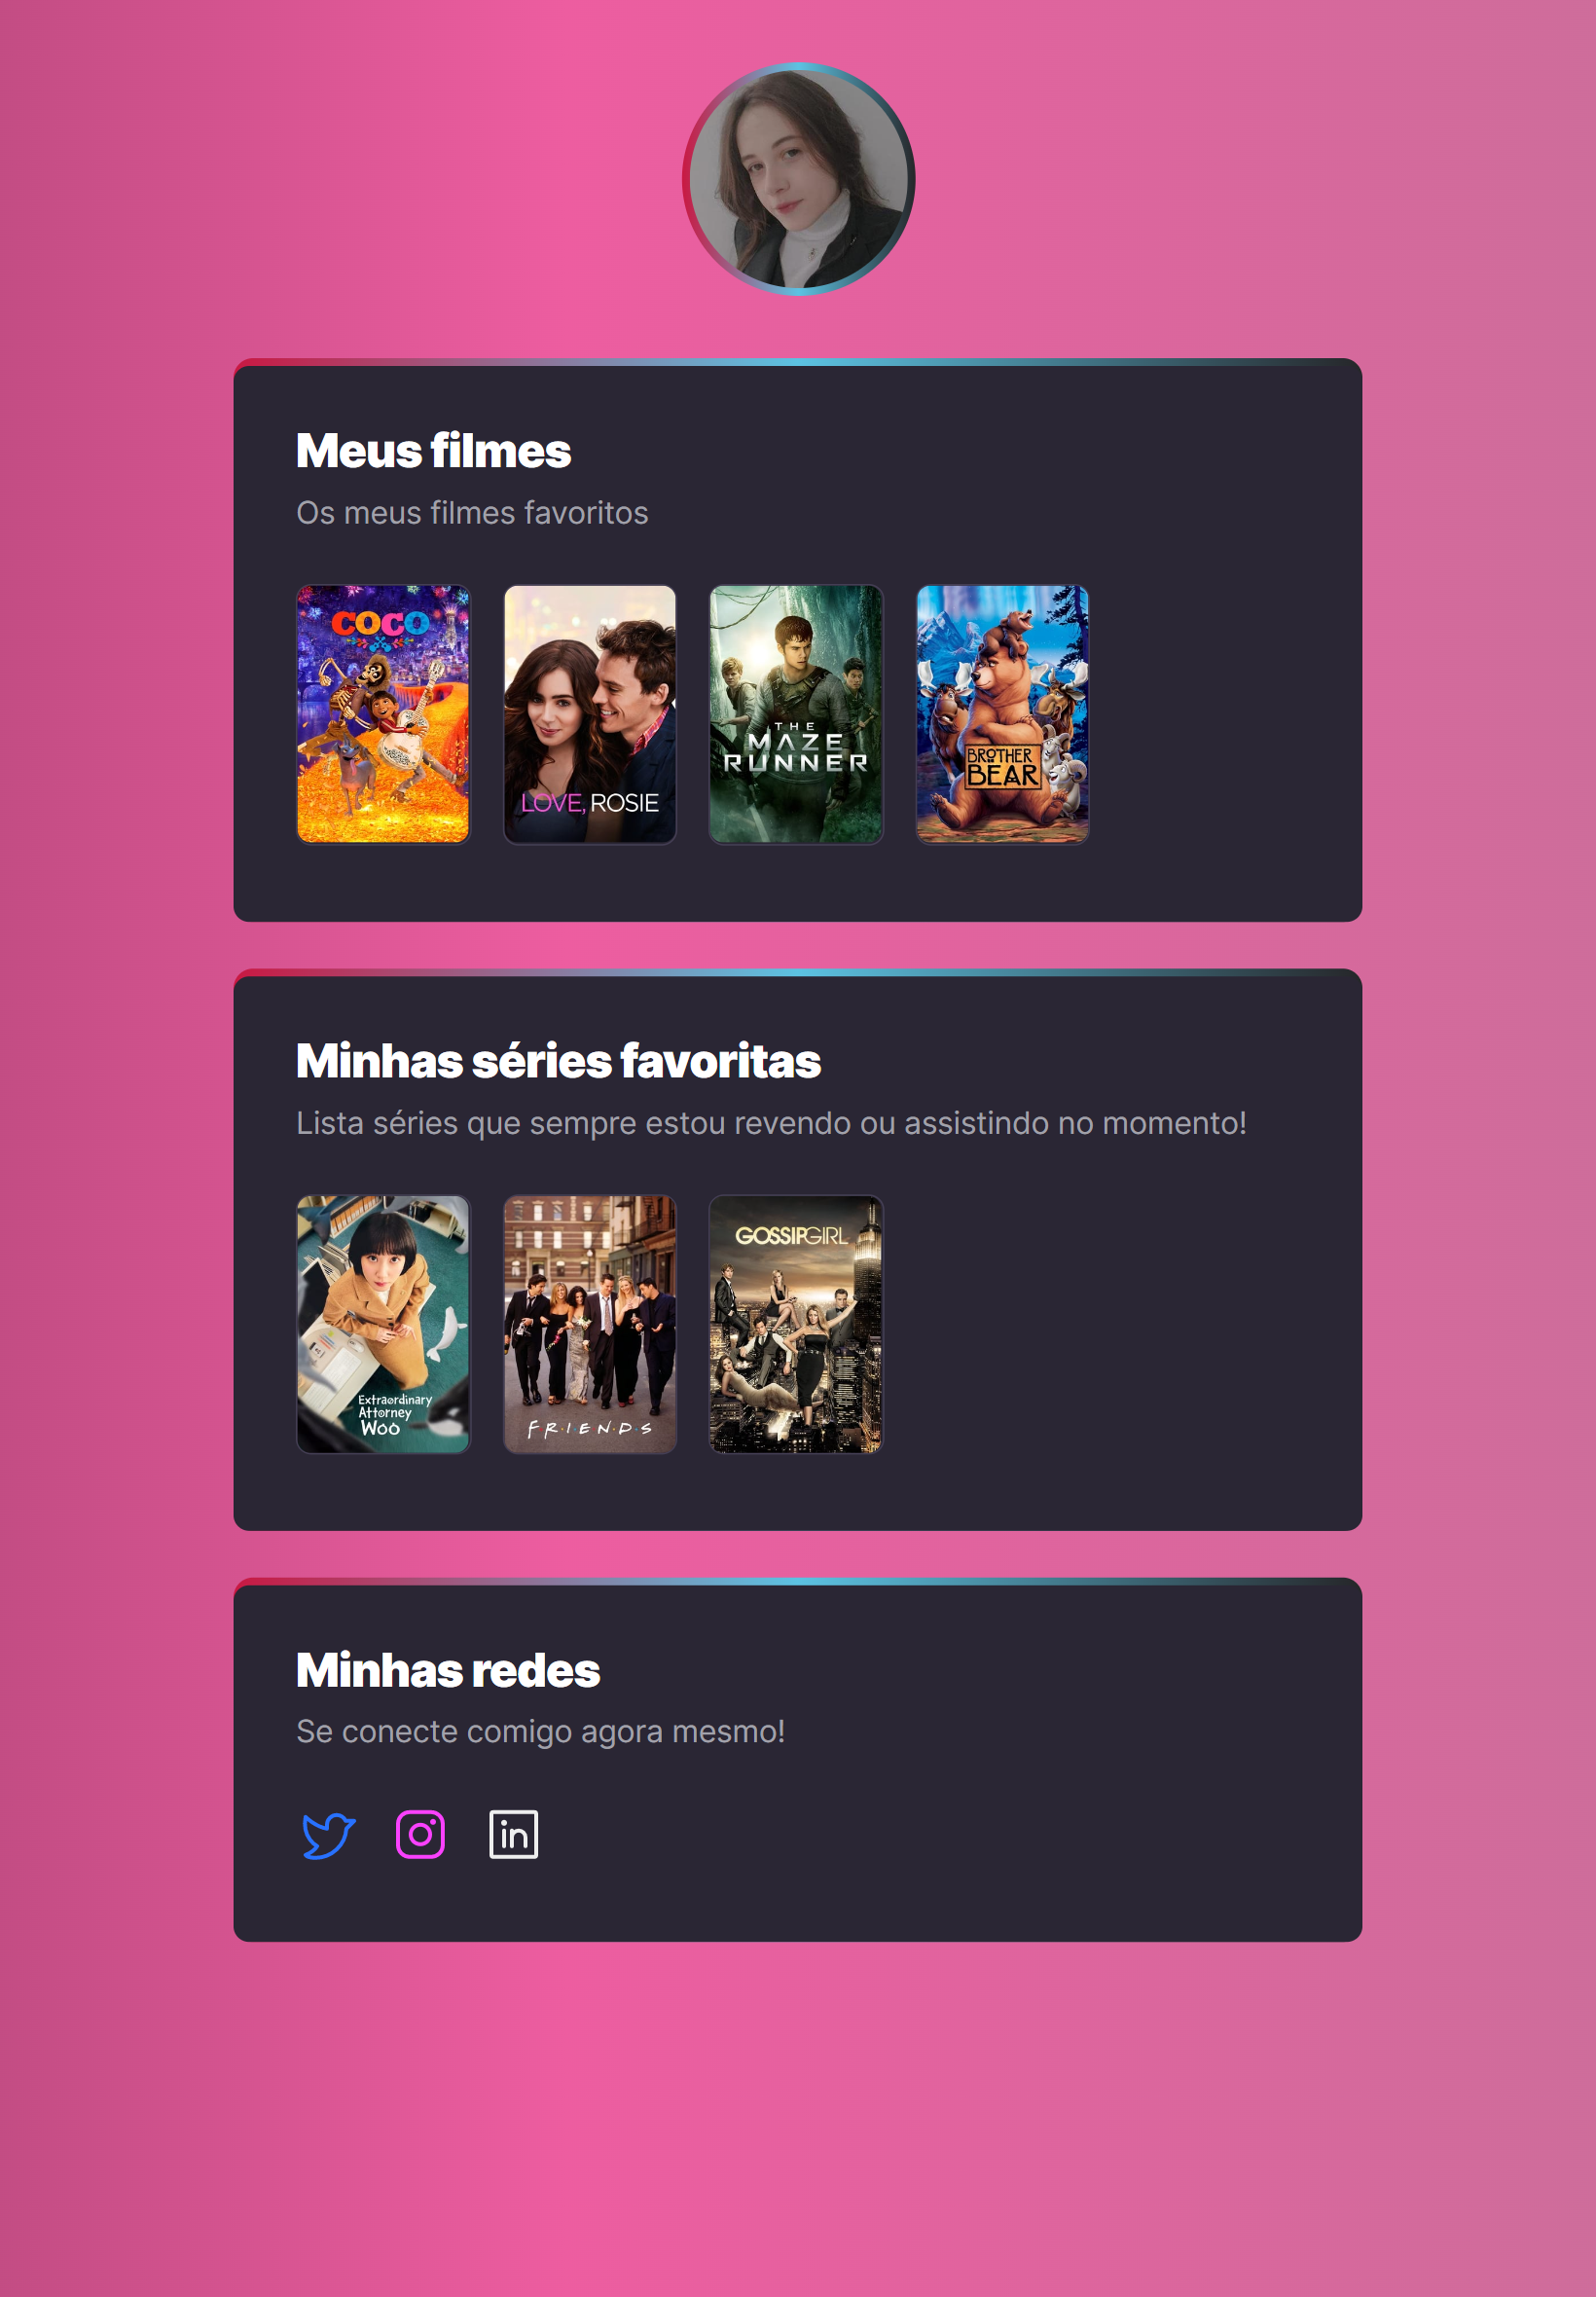 Meus filmes
Os meus filmes favoritos
COCO
LOVE, ROSIE
THE
MAZE
RUNNER
BROTHER
BEAR
Minhas séries favoritas
Lista séries que sempre estou revendo ou assistindo no momento!
Extraordinary
Attorney
Woo
F·R·I·E·N·D·S
GOSSIPGIRL
Minhas redes
Se conecte comigo agora mesmo!
in